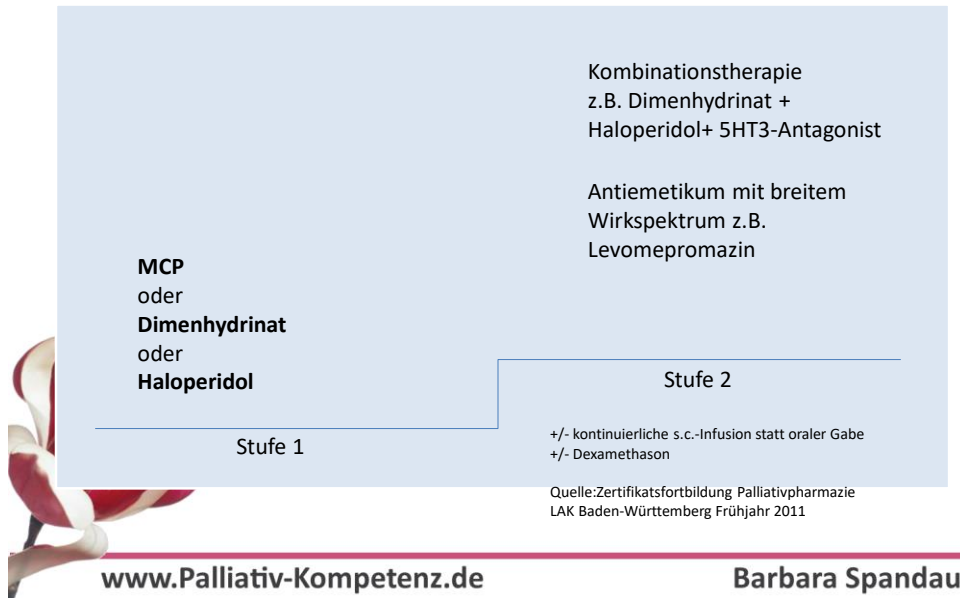 MCP
oder
Dimenhydrinat
oder
Haloperidol
Stufe 1
Kombinationstherapie
z.B. Dimenhydrinat +
Haloperidol+ 5HT3-Antagonist
Antiemetikum mit breitem
Wirkspektrum z.B.
Levomepromazin
Stufe 2
+/- kontinuierliche s.c.-Infusion statt oraler Gabe
+/- Dexamethason
Quelle:Zertifikatsfortbildung Palliativpharmazie
LAK Baden-Württemberg Frühjahr 2011
www.Palliativ-Kompetenz.de
Barbara Spandau